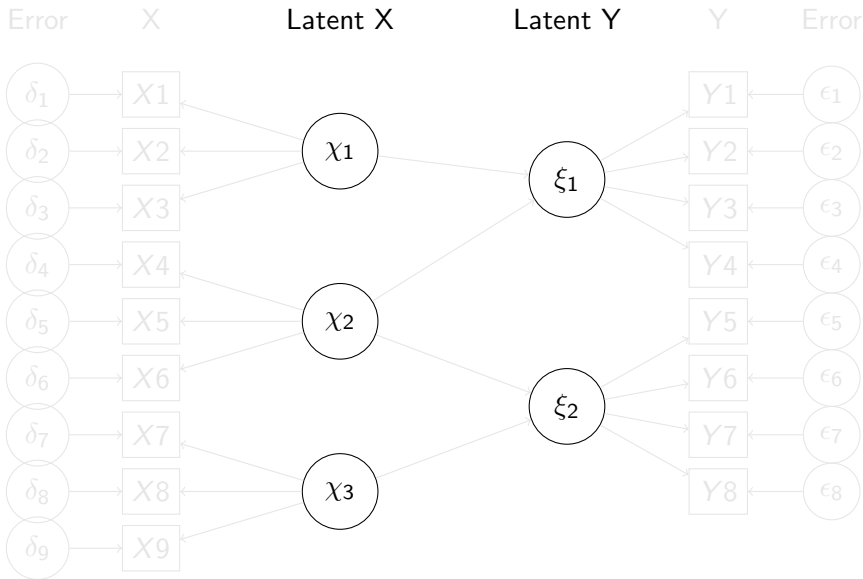 Error X Latent X Latent Y Y Error
δ₁ X1 Y1 ϵ₁
χ1
δ₂ X2 Y2 ϵ₂
ξ₁
δ₃ X3 Y3 ϵ₃
δ₄ X4 Y4 ϵ₄
δ₅ X5 χ2 Y5 ϵ₅
δ₆ X6 Y6 ϵ₆
ξ₂
δ₇ X7 Y7 ϵ₇
δ₈ X8 χ3 Y8 ϵ₈
δ₉ X9